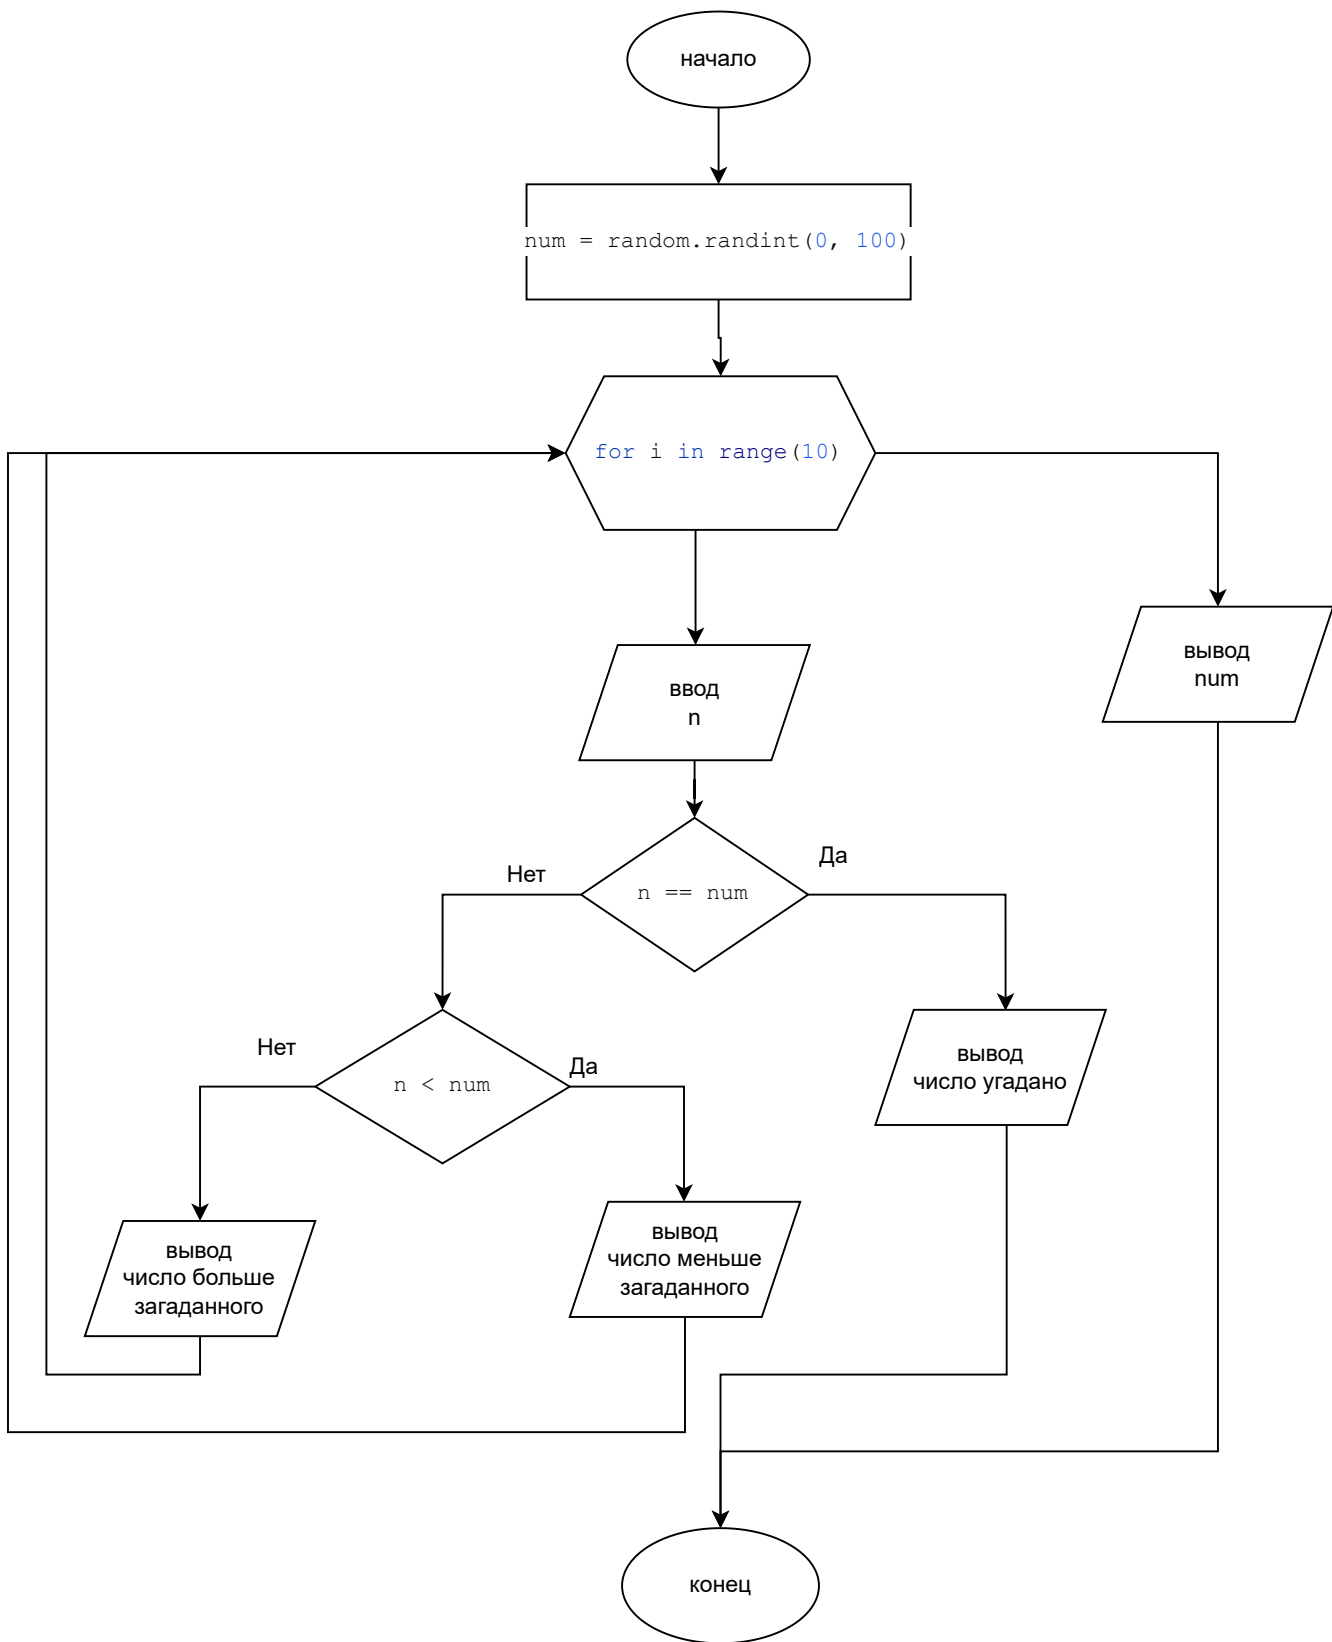 начало
num = random.randint(0, 100)
for i in range(10)
вывод
num
ввод
n
Да
Нет
n == num
Нет
вывод
число угадано
Да
n < num
вывод
число меньше
загаданного
вывод
число больше
загаданного
конец